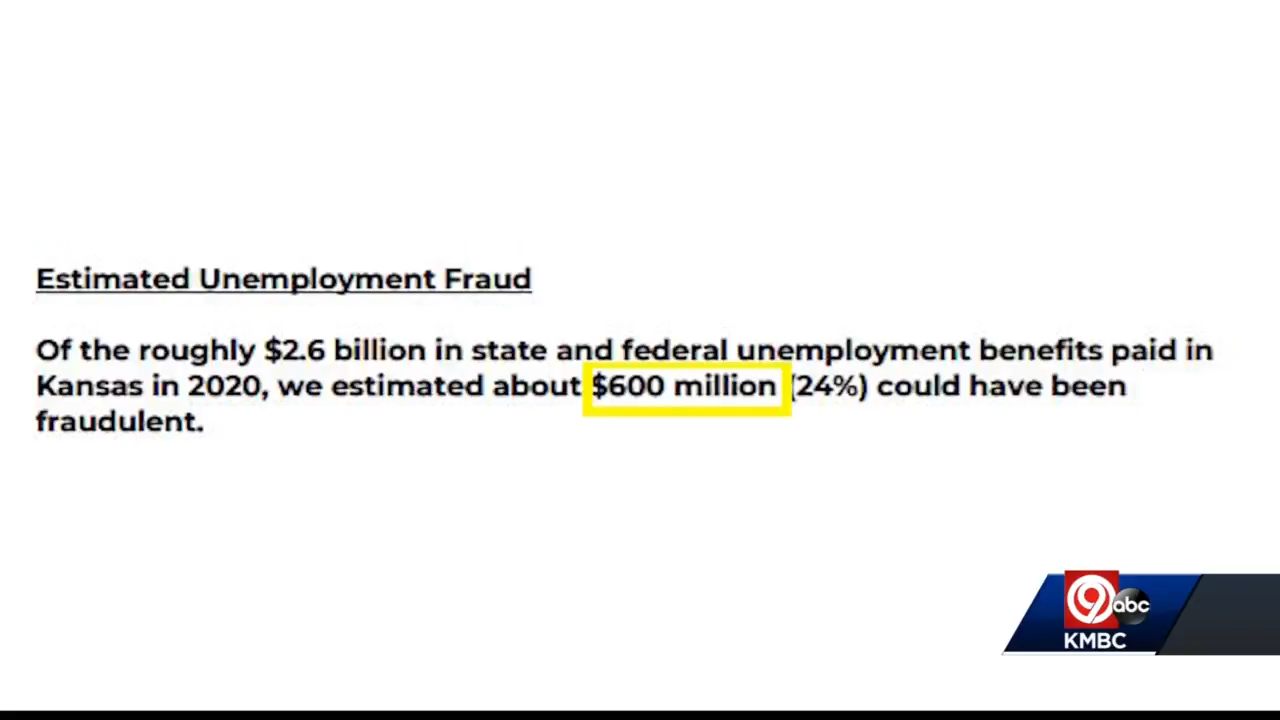 Estimated Unemployment Fraud
Of the roughly $2.6 billion in state and federal unemployment benefits paid in
Kansas in 2020, we estimated about $600 million (24%) could have been
fraudulent.
9 abc
KMBC